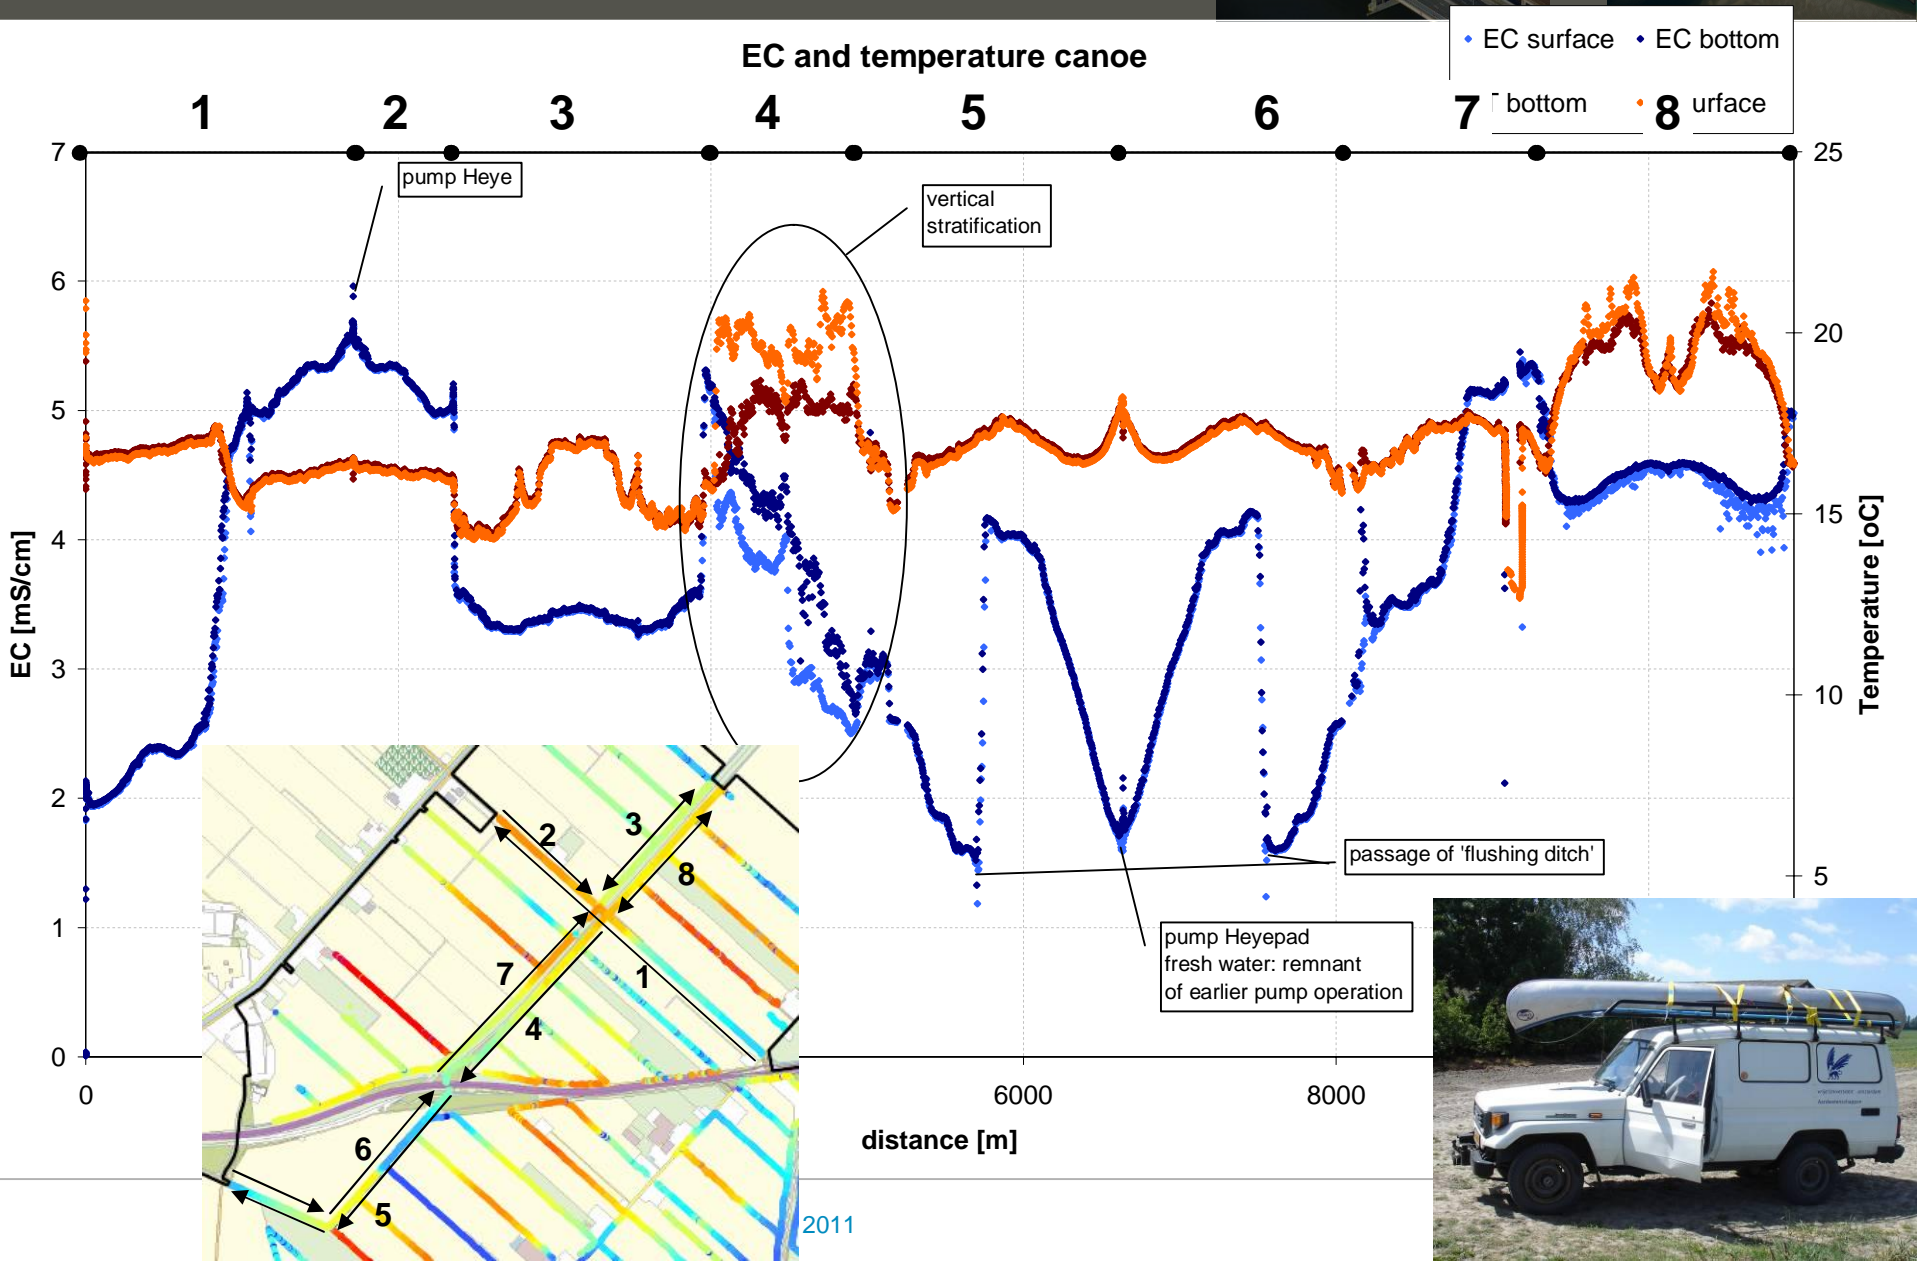 EC surface EC bottom
EC and temperature canoe
bottom urface
1 2 3 4 5 6 7 8
7 25
pump Heye
vertical
stratification
6
20
5
4
15
EC [mS/cm]
Temperature [oC]
3
10
2
passage of 'flushing ditch'
5
1
pump Heyepad
fresh water: remnant
of earlier pump operation
0
0 6000 8000
distance [m]
2 3
8
7 1
4
6
5
2011